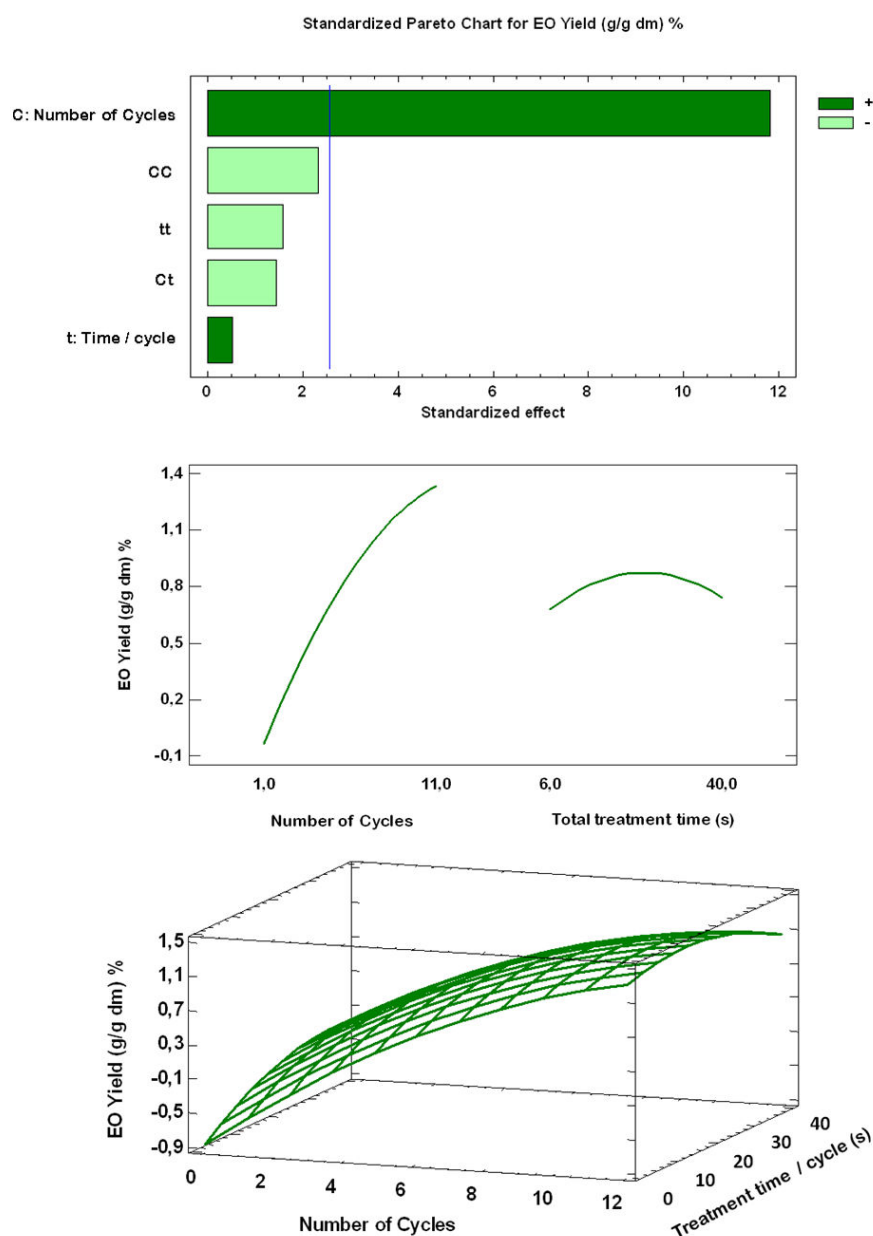 Standardized Pareto Chart for EO Yield (g/g dm) %
C: Number of Cycles
CC
tt
Ct
t: Time / cycle
+
-
0 2 4 6 8 10 12
Standardized effect
EO Yield (g/g dm) %
1,4
1,1
0,8
0,5
0,2
-0,1
1,0 11,0 6,0 40,0
Number of Cycles Total treatment time (s)
EO Yield (g/g dm) %
1,5
1,1
0,7
0,3
-0,1
-0,5
-0,9
0 2 4 6 8 10 12
Number of Cycles
0 10 20 30 40
Treatment time / cycle (s)